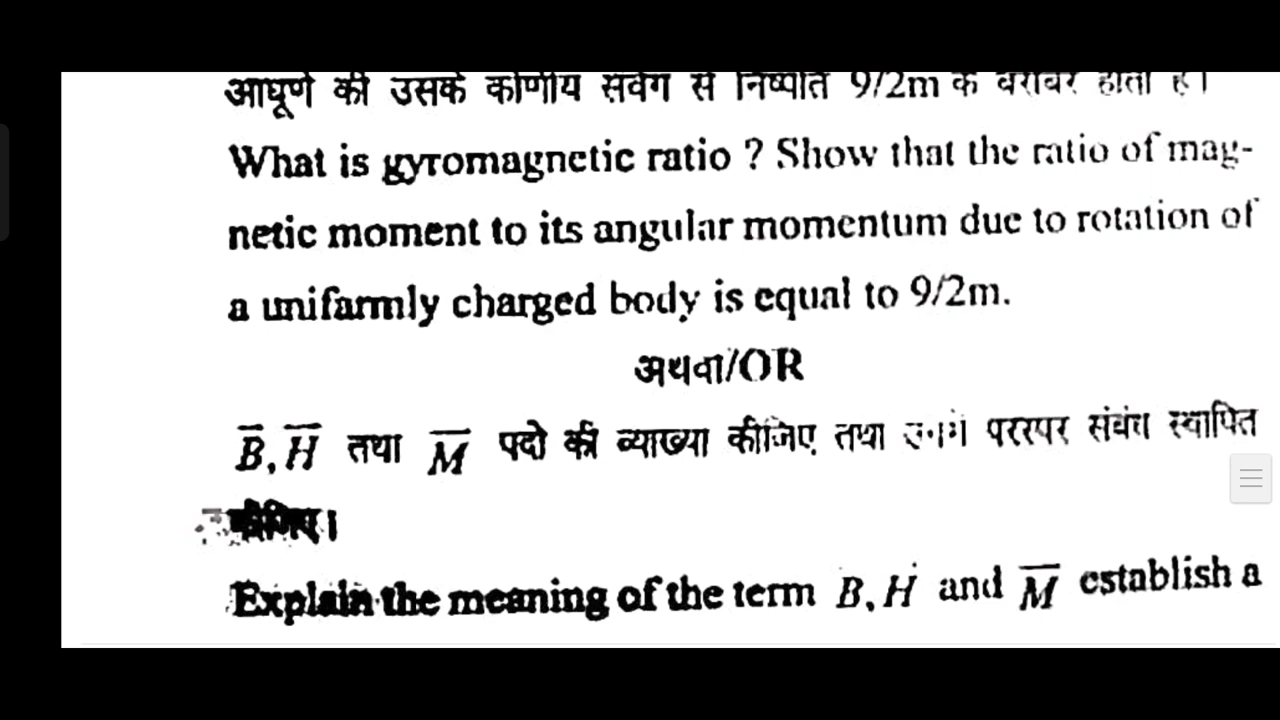 आघूर्ण की उसके कोणीय संवेग से निष्पति 9/2m के बराबर होता है।
What is gyromagnetic ratio ? Show that the ratio of mag-
netic moment to its angular momentum due to rotation of
a unifarmly charged body is equal to 9/2m.
अथवा/OR
B, H तथा M पदो की व्याख्या कीजिए तथा परस्पर संबंध स्थापित
कीजिए।
Explain the meaning of the term B, H and M establish a